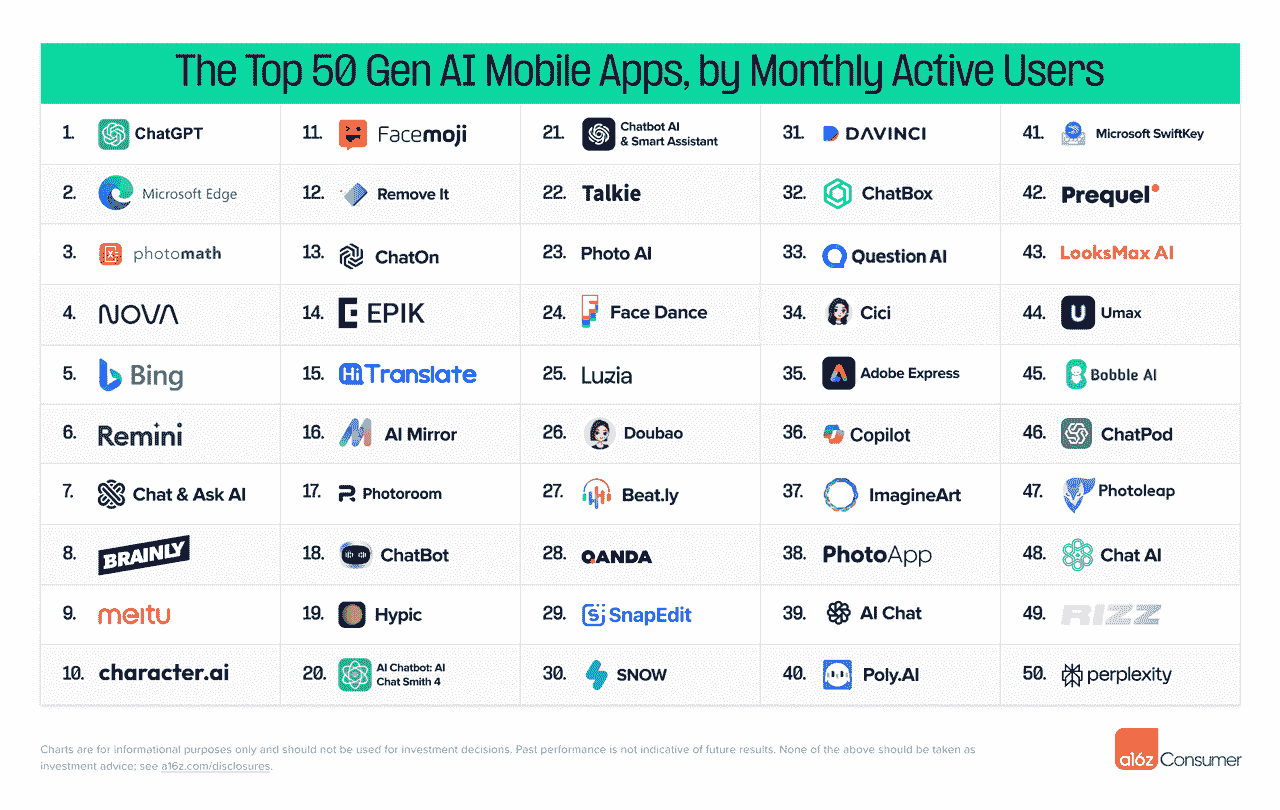 The Top 50 Gen AI Mobile Apps, by Monthly Active Users
1. ChatGPT
2. Microsoft Edge
3. photomath
4. NOVA
5. Bing
6. Remini
7. Chat & Ask AI
8. BRAINLY
9. meitu
10. character.ai
11. Facemoji
12. Remove It
13. ChatOn
14. EPIK
15. Hi Translate
16. AI Mirror
17. Photoroom
18. ChatBot
19. Hypic
20. AI Chatbot: AI
Chat Smith 4
21. Chatbot AI
& Smart Assistant
22. Talkie
23. Photo AI
24. Face Dance
25. Luzia
26. Doubao
27. Beat.ly
28. QANDA
29. SnapEdit
30. SNOW
31. DAVINCI
32. ChatBox
33. Question AI
34. Cici
35. Adobe Express
36. Copilot
37. ImagineArt
38. PhotoApp
39. AI Chat
40. Poly.AI
41. Microsoft SwiftKey
42. Prequel
43. LooksMax AI
44. U Umax
45. Bobble AI
46. ChatPod
47. Photoleap
48. Chat AI
49. RIZZ
50. perplexity
Charts are for informational purposes only and should not be used for investment decisions. Past performance is not indicative of future results. None of the above should be taken as
investment advice; see a16z.com/disclosures.
a16z Consumer